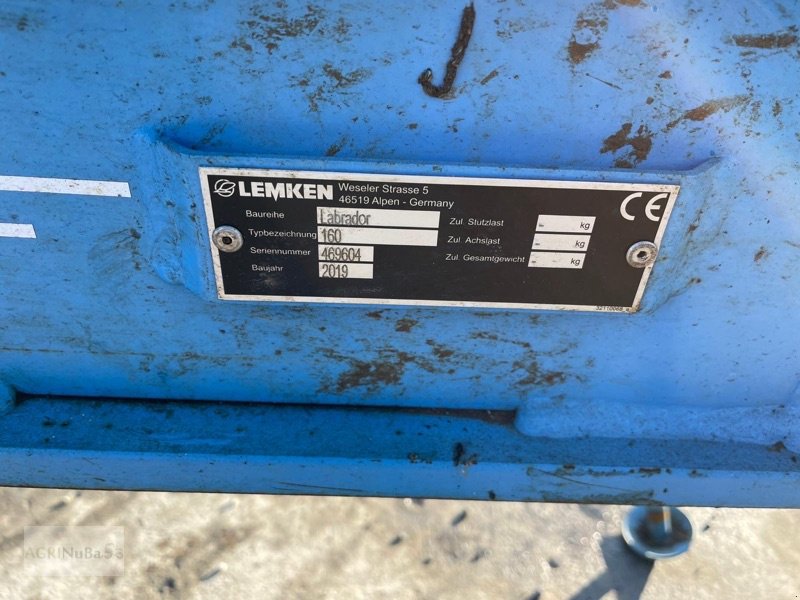 LEMKEN Weseler Strasse 5
46519 Alpen - Germany
CE
Baureihe Labrador
Typbezeichnung 160
Seriennummer 469604
Baujahr 2019
Zul. Stützlast - kg
Zul. Achslast - kg
Zul. Gesamtgewicht - kg
AGRINuBa53